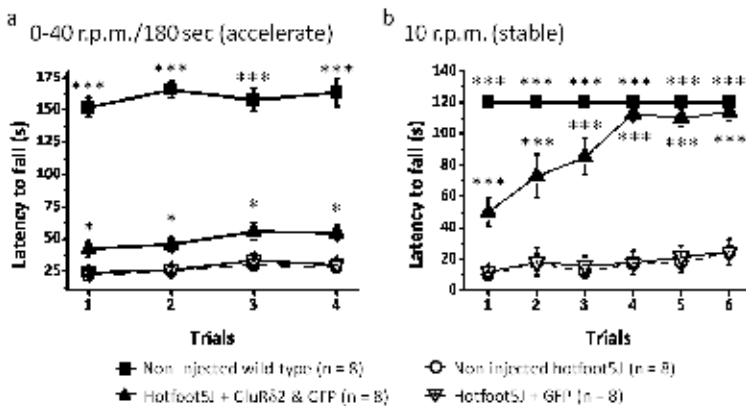 a 0-40 r.p.m./180 sec (accelerate)
b 10 r.p.m. (stable)
Latency to fall (s)
175
150
125
100
75
50
25
*** *** *** ***
* * * *
1 2 3 4
Trials
Latency to fall (s)
140
120
100
80
60
40
20
0
*** *** *** *** *** ***
*** *** *** *** *** ***
1 2 3 4 5 6
Trials
Non injected wild type (n = 8)
Non injected hotfoot5J (n = 8)
Hotfoot5J + GluRδ2 & GFP (n = 8)
Hotfoot5J + GFP (n = 8)